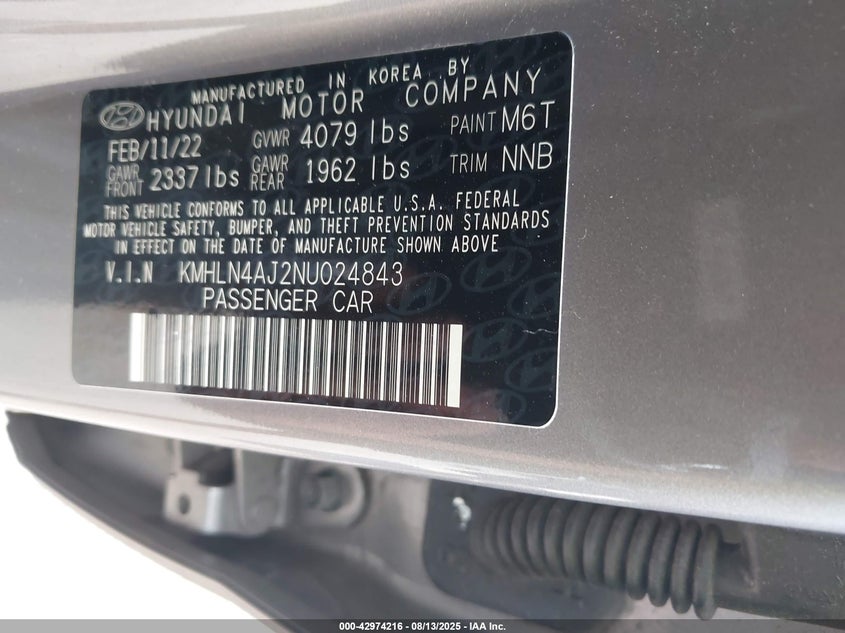 MANUFACTURED IN KOREA BY
HYUNDAI MOTOR COMPANY
FEB/11/22 GVWR 4079 lbs PAINT M6T
GAWR FRONT 2337 lbs GAWR REAR 1962 lbs TRIM NNB
THIS VEHICLE CONFORMS TO ALL APPLICABLE U.S.A. FEDERAL
MOTOR VEHICLE SAFETY, BUMPER, AND THEFT PREVENTION STANDARDS
IN EFFECT ON THE DATE OF MANUFACTURE SHOWN ABOVE
V.I.N KMHLN4AJ2NU024843
PASSENGER CAR
000-42974216 - 08/13/2025 - IAA Inc.